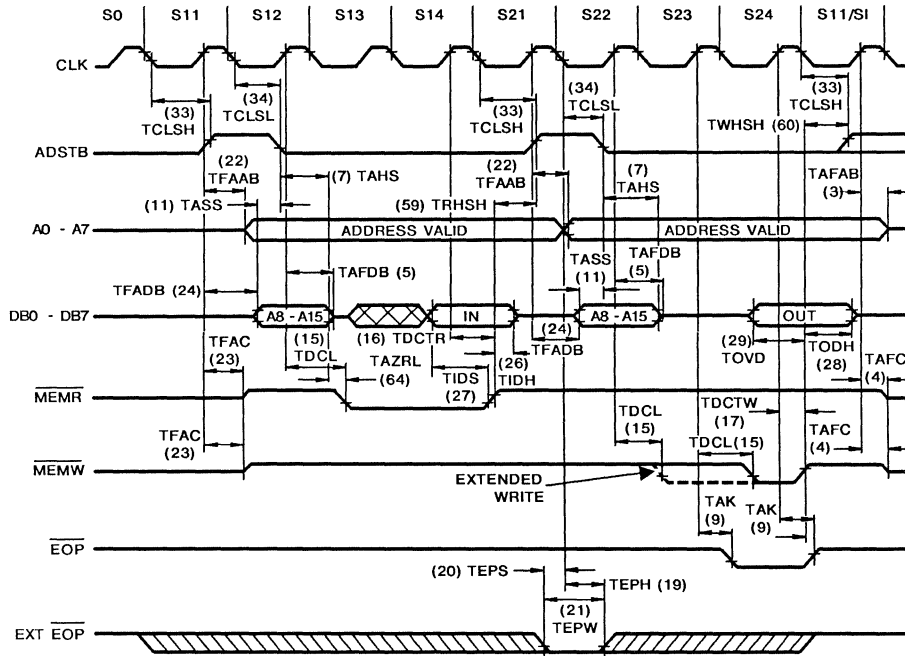 S0 S11 S12 S13 S14 S21 S22 S23 S24 S11/SI
CLK
(33) TCLSH
(34) TCLSL
(33) TCLSH
(34) TCLSL
(33) TCLSH
TWHSH (60)
ADSTB
(22) TFAAB
(7) TAHS
(22) TFAAB
(7) TAHS
TAFAB (3)
(11) TASS
(59) TRHSH
A0 - A7
ADDRESS VALID
ADDRESS VALID
TFADB (24)
TAFDB (5)
TASS (11)
TAFDB (5)
DB0 - DB7
A8 - A15
IN
A8 - A15
OUT
TFAC (23)
(15) TDCL
(16) TDCTR
TAZRL (64)
TIDS (27)
(26) TIDH
(24) TFADB
(29) TOVD
TODH (28)
TAFC (4)
MEMR
TFAC (23)
TDCL (15)
TDCTW (17)
TDCL(15)
TAFC (4)
MEMW
EXTENDED WRITE
TAK (9)
TAK (9)
EOP
(20) TEPS
TEPH (19)
(21) TEPW
EXT EOP